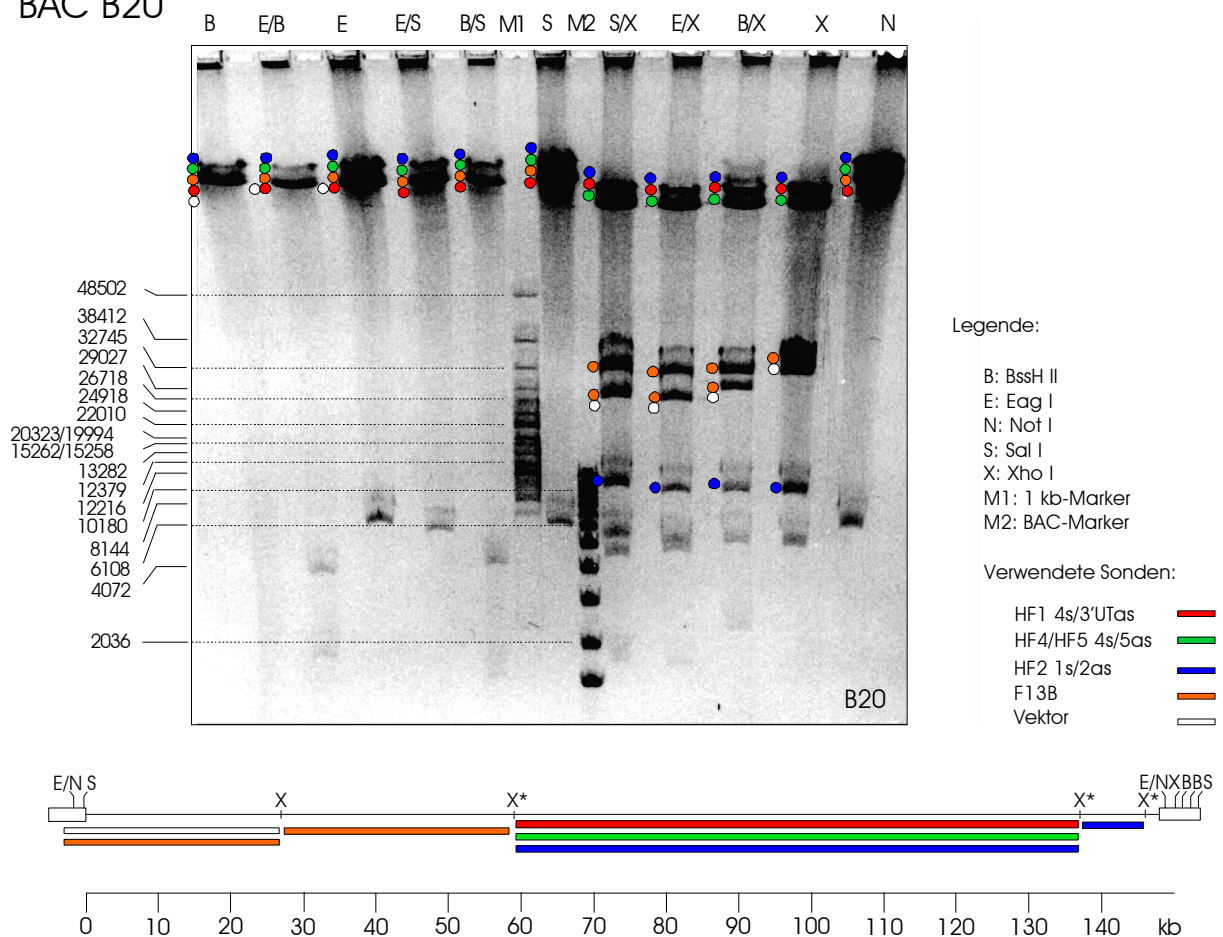 BAC B20
B E/B E E/S B/S M1 S M2 S/X E/X B/X X N
48502
38412
32745
29027
26718
24918
22010
20323/19994
15262/15258
13282
12379
12216
10180
8144
6108
4072
2036
B20
Legende:
B: BssH II
E: Eag I
N: Not I
S: Sal I
X: Xho I
M1: 1 kb-Marker
M2: BAC-Marker
Verwendete Sonden:
HF1 4s/3'UTas
HF4/HF5 4s/5as
HF2 1s/2as
F13B
Vektor
E/N S X X* X* X* E/NXBBS
0 10 20 30 40 50 60 70 80 90 100 110 120 130 140 kb